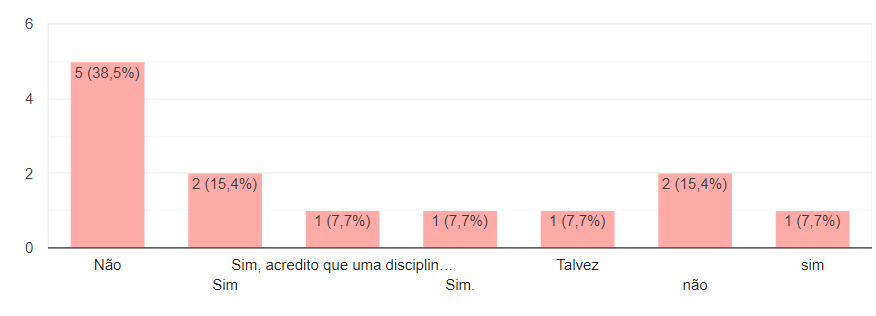 6
4
2
0
5 (38,5%)
2 (15,4%)
1 (7,7%)
1 (7,7%)
1 (7,7%)
2 (15,4%)
1 (7,7%)
Não
Sim
Sim, acredito que uma disciplin…
Sim.
Talvez
não
sim